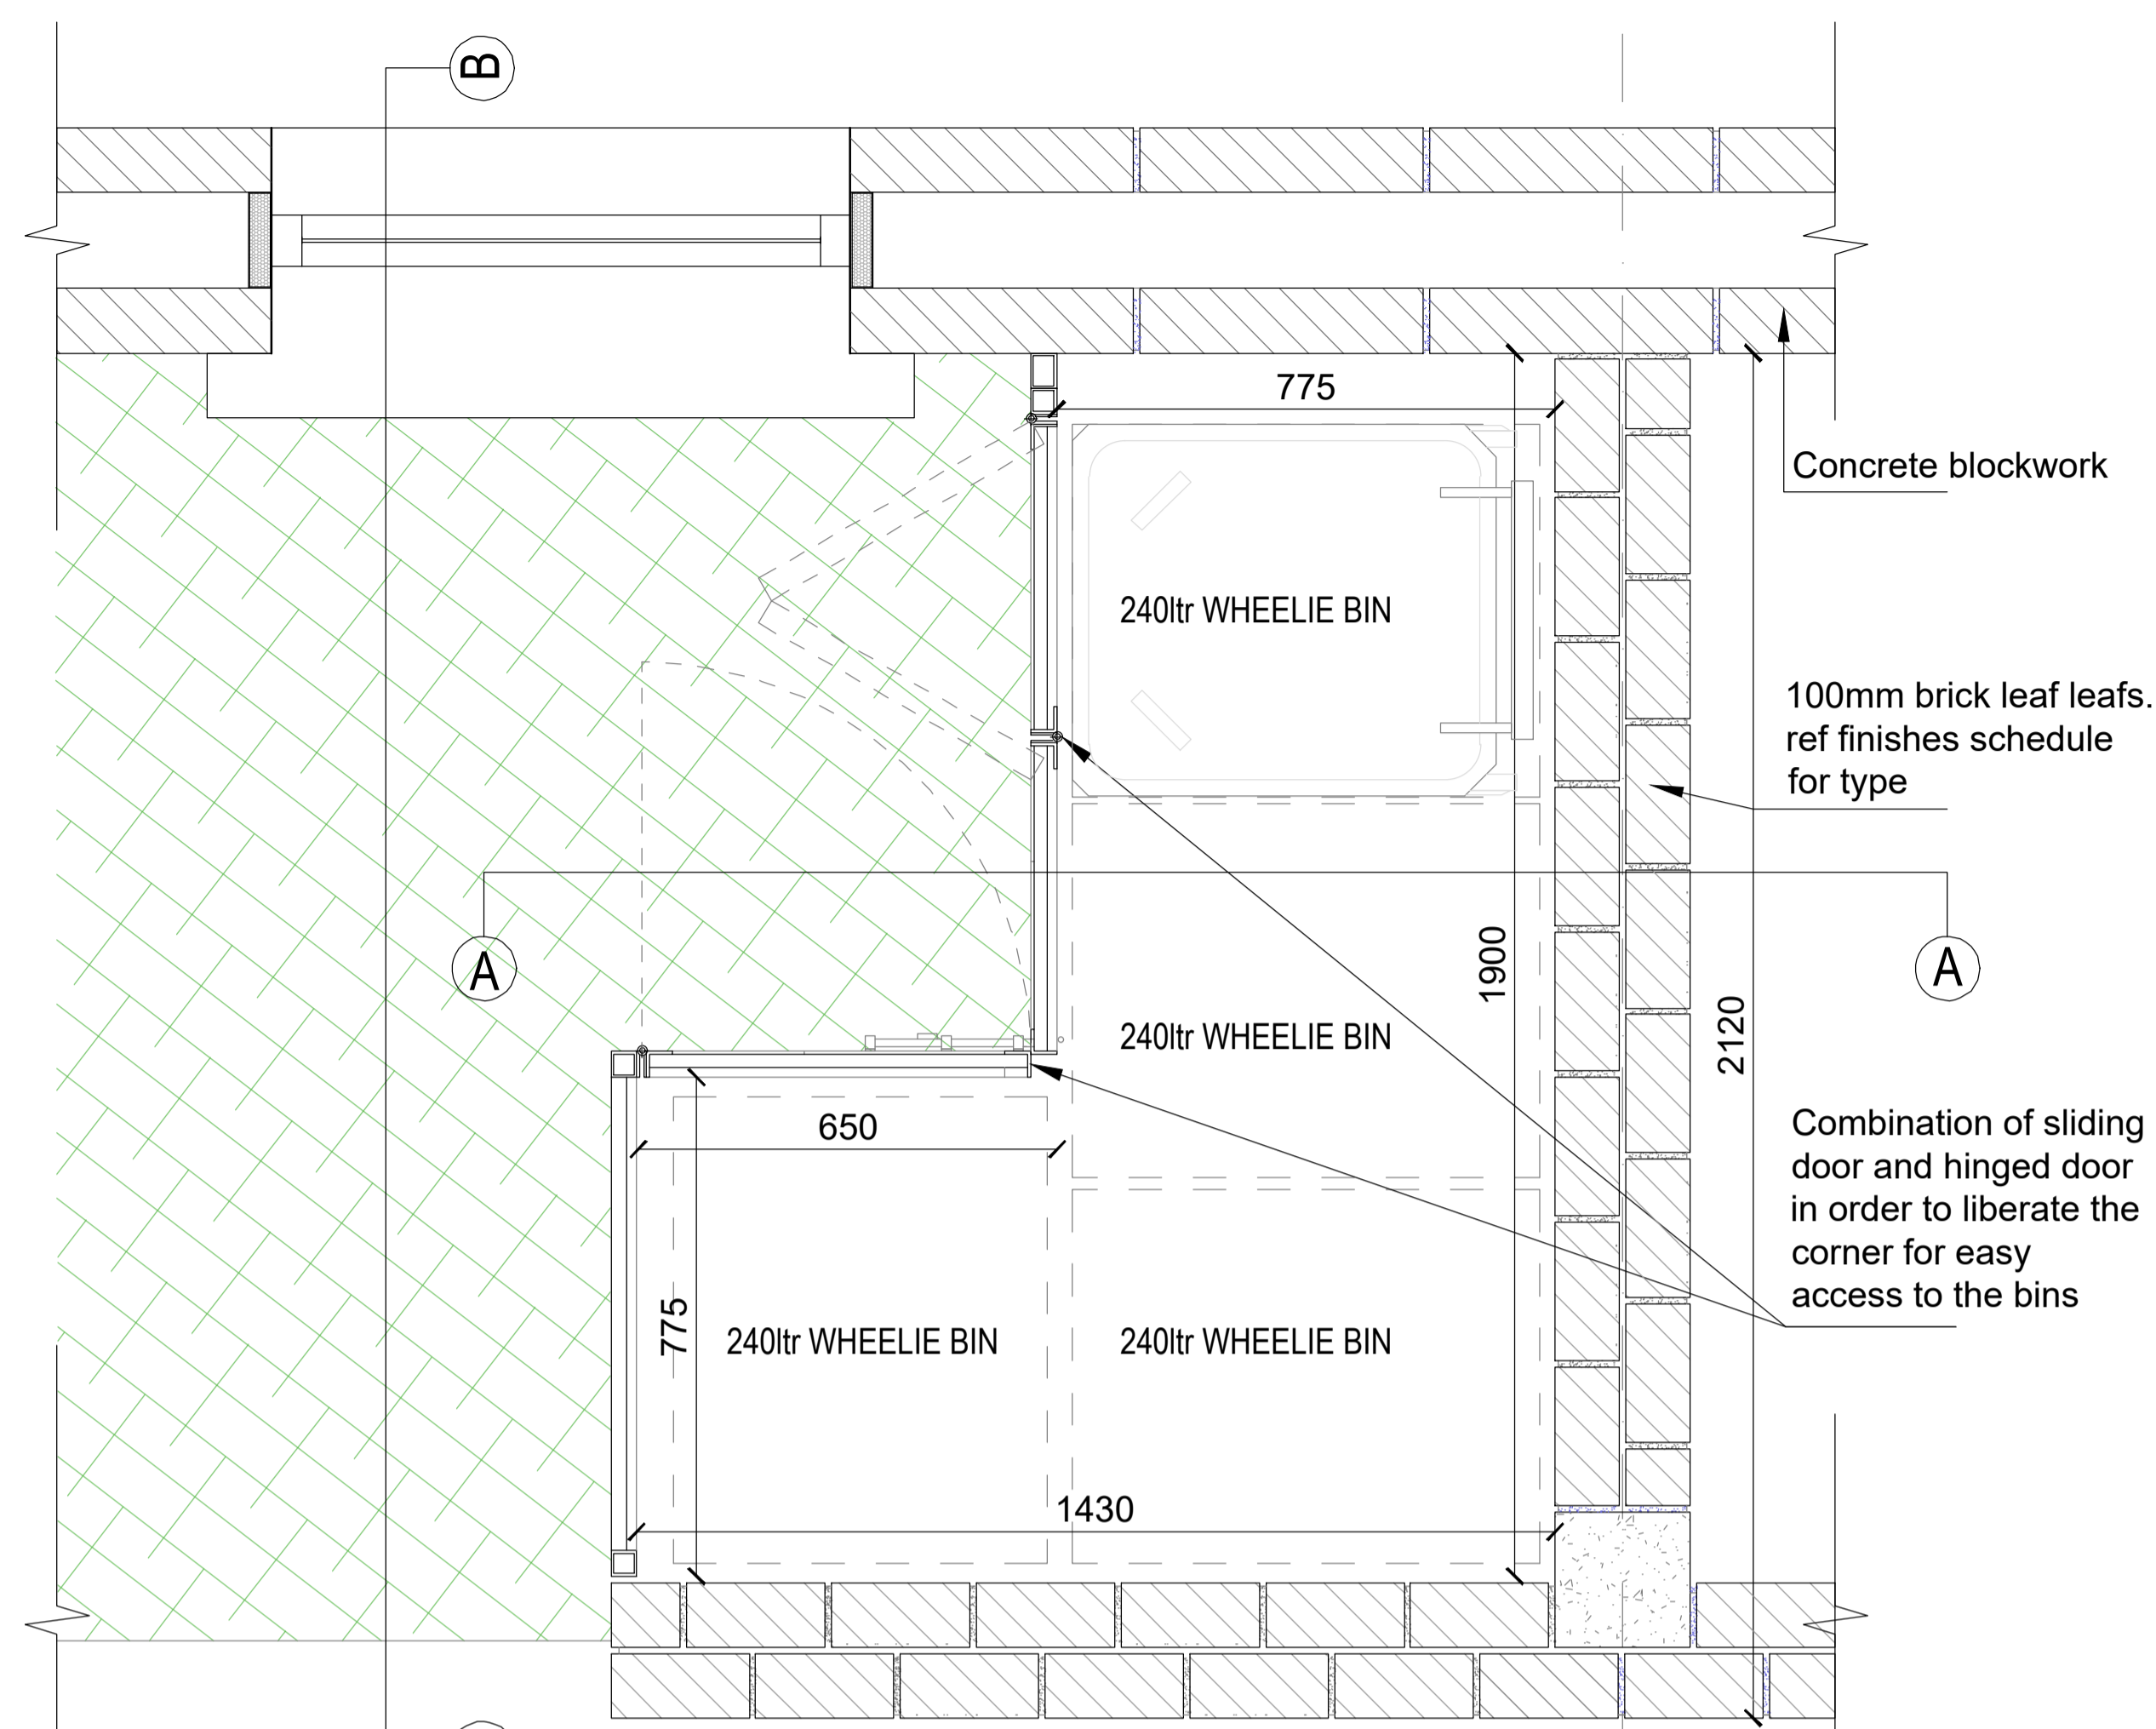 B
775
Concrete blockwork
240ltr WHEELIE BIN
100mm brick leaf leafs.
ref finishes schedule
for type
A
A
1900
2120
240ltr WHEELIE BIN
650
Combination of sliding
door and hinged door
in order to liberate the
corner for easy
access to the bins
775
240ltr WHEELIE BIN
240ltr WHEELIE BIN
1430